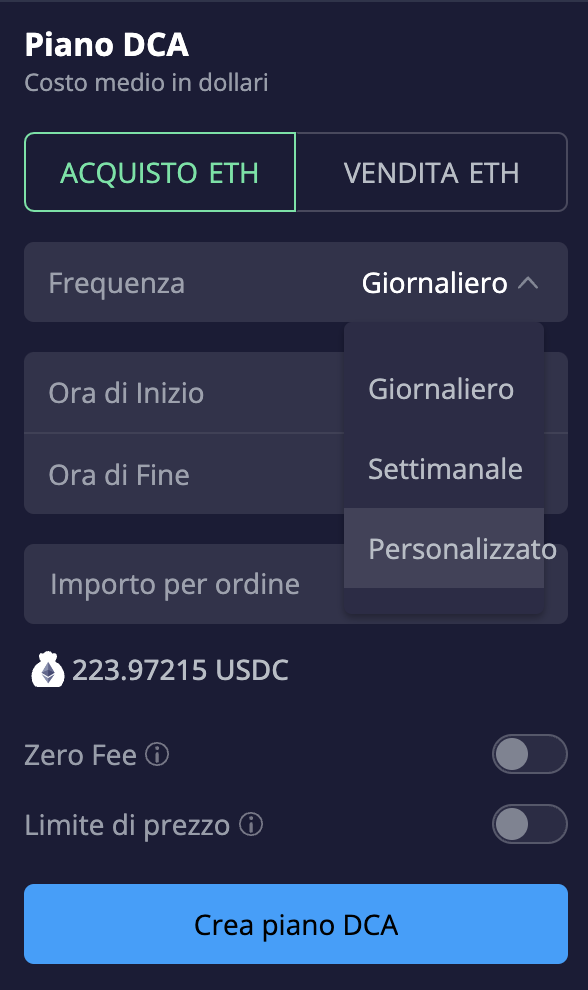 Piano DCA
Costo medio in dollari
ACQUISTO ETH
VENDITA ETH
Frequenza
Giornaliero
Giornaliero
Settimanale
Personalizzato
Ora di Inizio
Ora di Fine
Importo per ordine
223.97215 USDC
Zero Fee
Limite di prezzo
Crea piano DCA